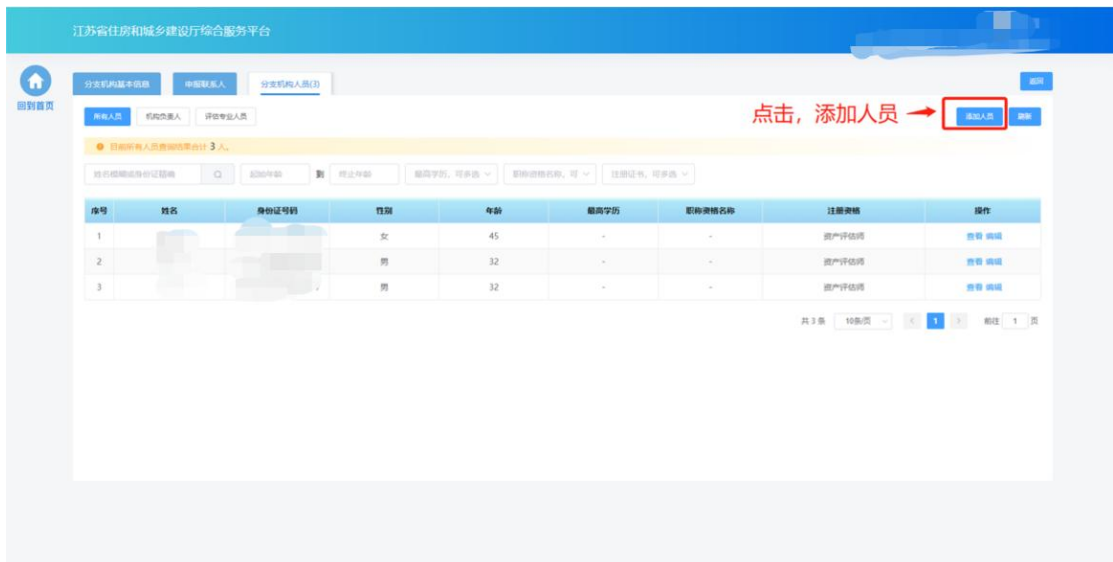 江苏省住房和城乡建设厅综合服务平台
回到首页
分支机构基本信息 申报联系人 分支机构人员(3) 返回
所有人员 机构负责人 评估专业人员 点击，添加人员 添加人员 刷新
目前所有人员查询结果合计 3 人。
姓名模糊或身份证精确 起始年龄 到 终止年龄 最高学历，可多选 职称资格名称，可 注册证书，可多选
序号 姓名 身份证号码 性别 年龄 最高学历 职称资格名称 注册资格 操作
1 女 45 - - 资产评估师 查看 编辑
2 男 32 - - 资产评估师 查看 编辑
3 男 32 - - 资产评估师 查看 编辑
共 3 条 10条/页 < 1 > 前往 1 页